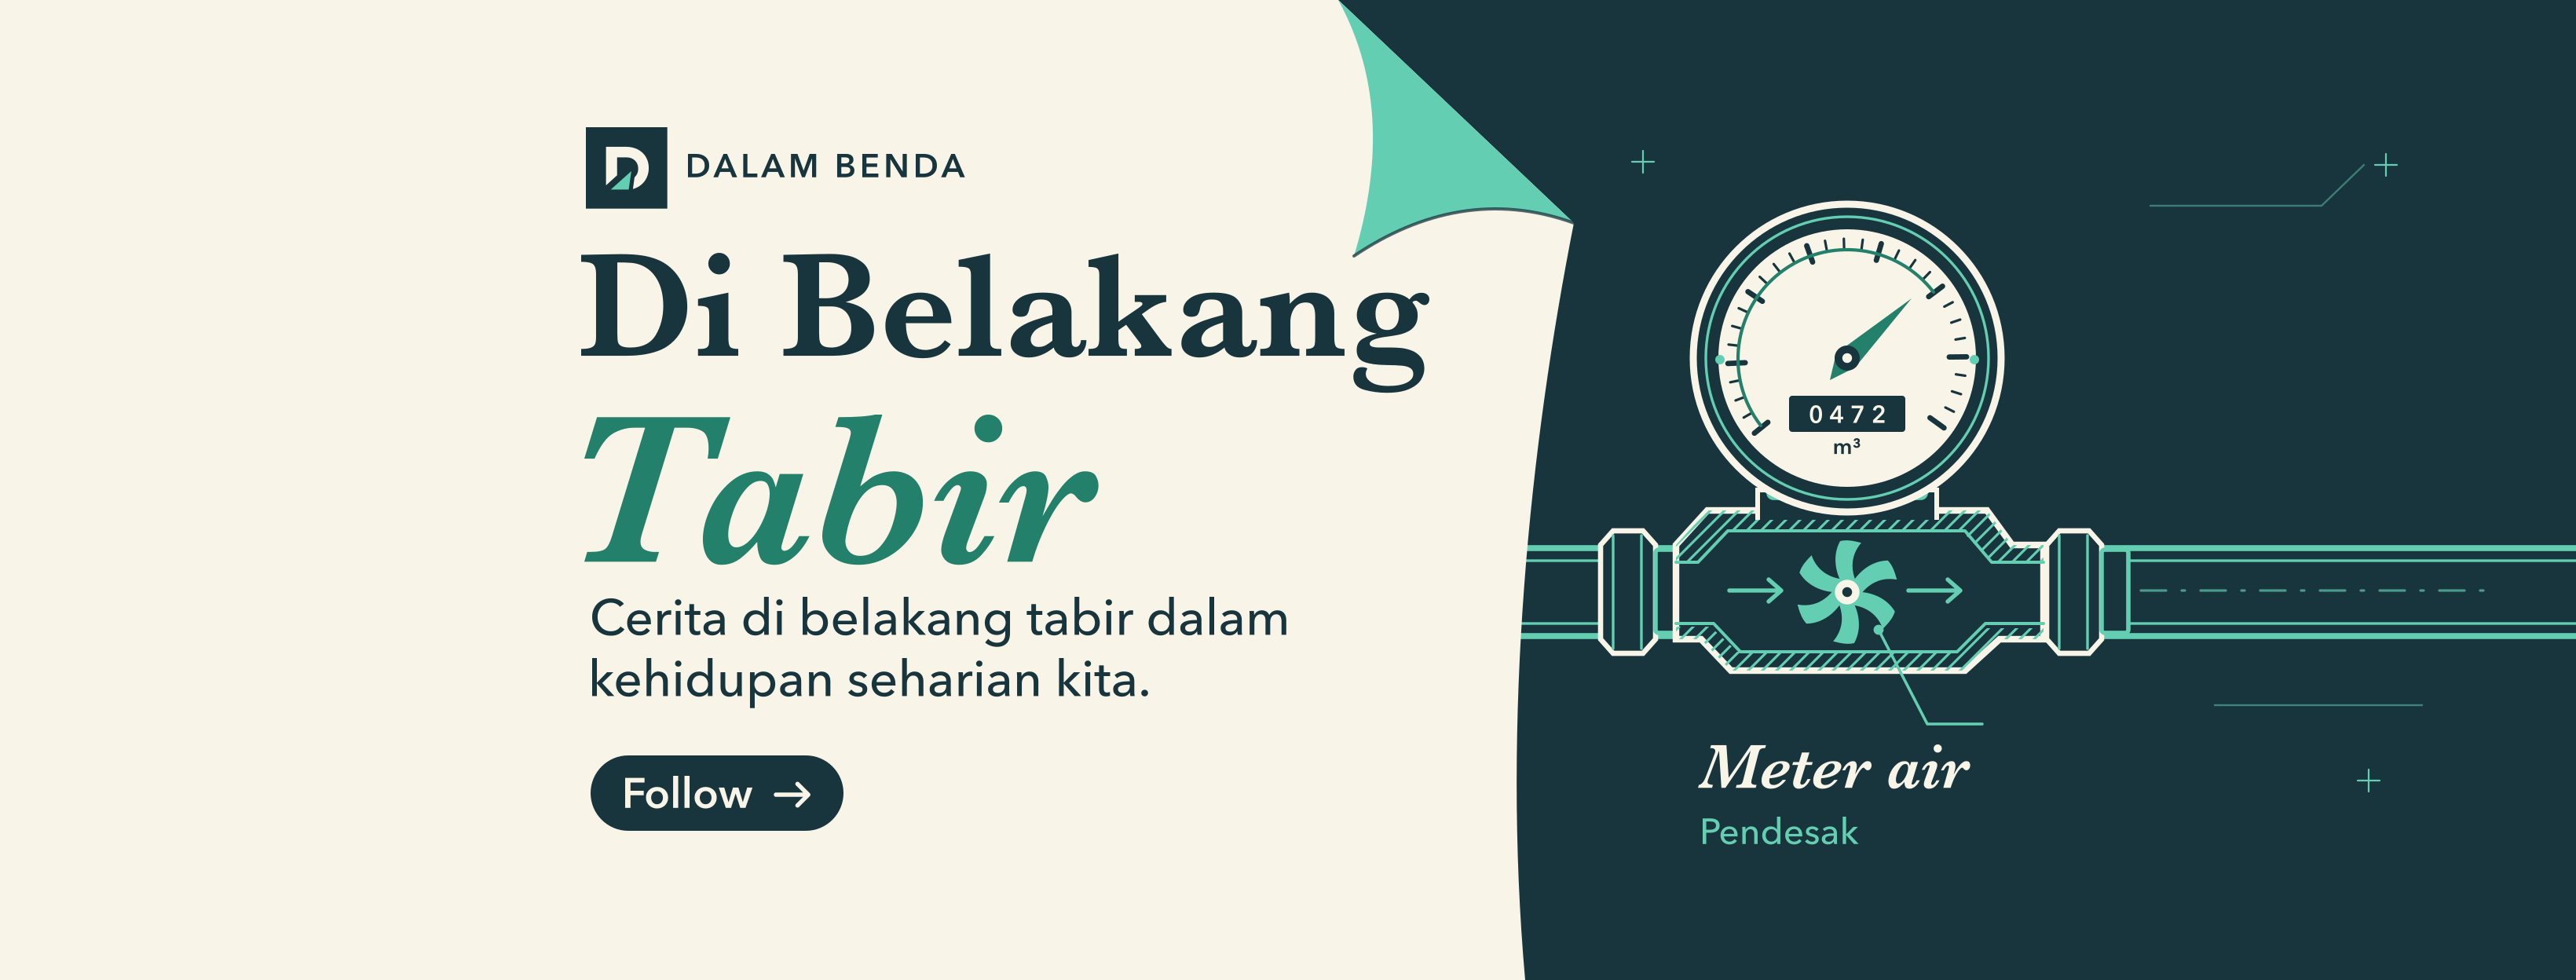 DALAM BENDA
Di Belakang
Tabir
Cerita di belakang tabir dalam
kehidupan seharian kita.
Follow →
0472
m³
Meter air
Pendesak